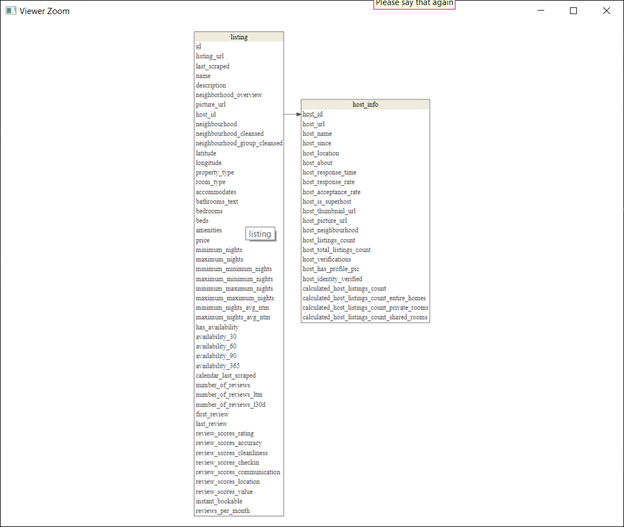 Please say that again
Viewer Zoom
listing
id
listing_url
last_scraped
name
description
neighborhood_overview
picture_url
host_id
neighbourhood
neighbourhood_cleansed
neighbourhood_group_cleansed
latitude
longitude
property_type
room_type
accommodates
bathrooms_text
bedrooms
beds
amenities
price
minimum_nights
maximum_nights
minimum_minimum_nights
maximum_minimum_nights
minimum_maximum_nights
maximum_maximum_nights
minimum_nights_avg_ntm
maximum_nights_avg_ntm
has_availability
availability_30
availability_60
availability_90
availability_365
calendar_last_scraped
number_of_reviews
number_of_reviews_ltm
number_of_reviews_l30d
first_review
last_review
review_scores_rating
review_scores_accuracy
review_scores_cleanliness
review_scores_checkin
review_scores_communication
review_scores_location
review_scores_value
instant_bookable
reviews_per_month
listing
host_info
host_id
host_url
host_name
host_since
host_location
host_about
host_response_time
host_response_rate
host_acceptance_rate
host_is_superhost
host_thumbnail_url
host_picture_url
host_neighbourhood
host_listings_count
host_total_listings_count
host_verifications
host_has_profile_pic
host_identity_verified
calculated_host_listings_count
calculated_host_listings_count_entire_homes
calculated_host_listings_count_private_rooms
calculated_host_listings_count_shared_rooms